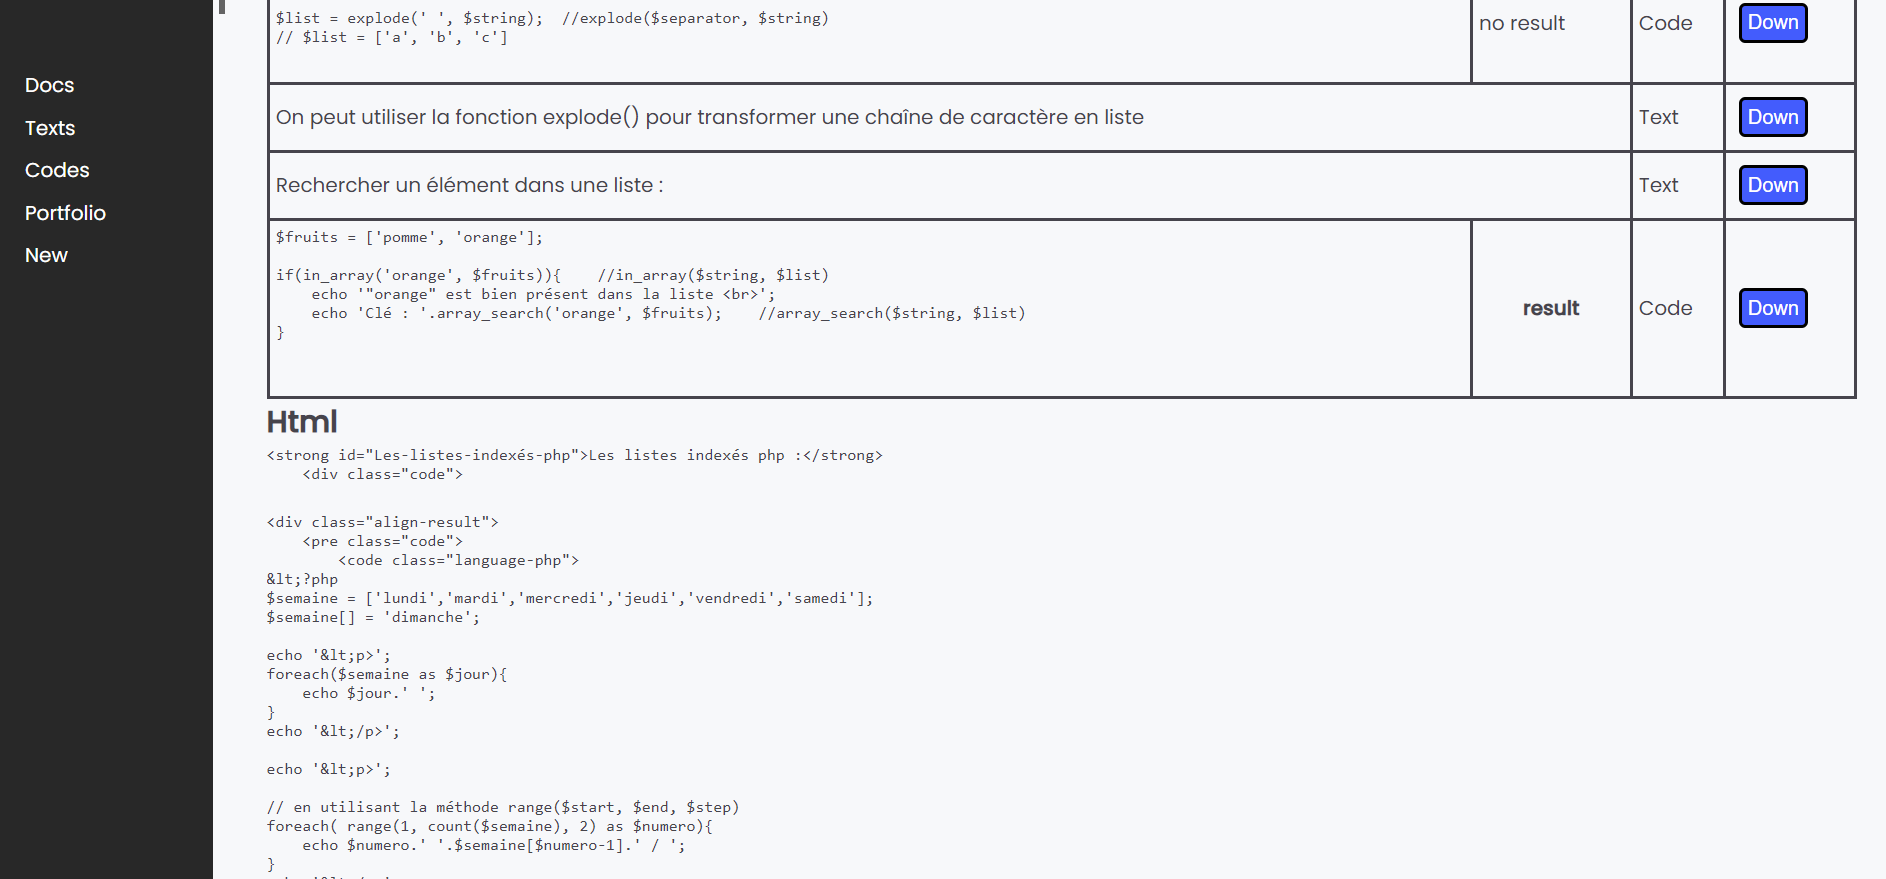 Docs
Texts
Codes
Portfolio
New
$list = explode(' ', $string);  //explode($separator, $string)
// $list = ['a', 'b', 'c']
no result
Code
Down
On peut utiliser la fonction explode() pour transformer une chaîne de caractère en liste
Text
Down
Rechercher un élément dans une liste :
Text
Down
$fruits = ['pomme', 'orange'];
if(in_array('orange', $fruits)){    //in_array($string, $list)
    echo '"orange" est bien présent dans la liste <br>';
    echo 'Clé : '.array_search('orange', $fruits);    //array_search($string, $list)
}
result
Code
Down
Html
<strong id="Les-listes-indexés-php">Les listes indexés php :</strong>
    <div class="code">
<div class="align-result">
    <pre class="code">
        <code class="language-php">
&lt;?php
$semaine = ['lundi','mardi','mercredi','jeudi','vendredi','samedi'];
$semaine[] = 'dimanche';
echo '&lt;p>';
foreach($semaine as $jour){
    echo $jour.' ';
}
echo '&lt;/p>';
echo '&lt;p>';
// en utilisant la méthode range($start, $end, $step)
foreach( range(1, count($semaine), 2) as $numero){
    echo $numero.' '.$semaine[$numero-1].' / ';
}